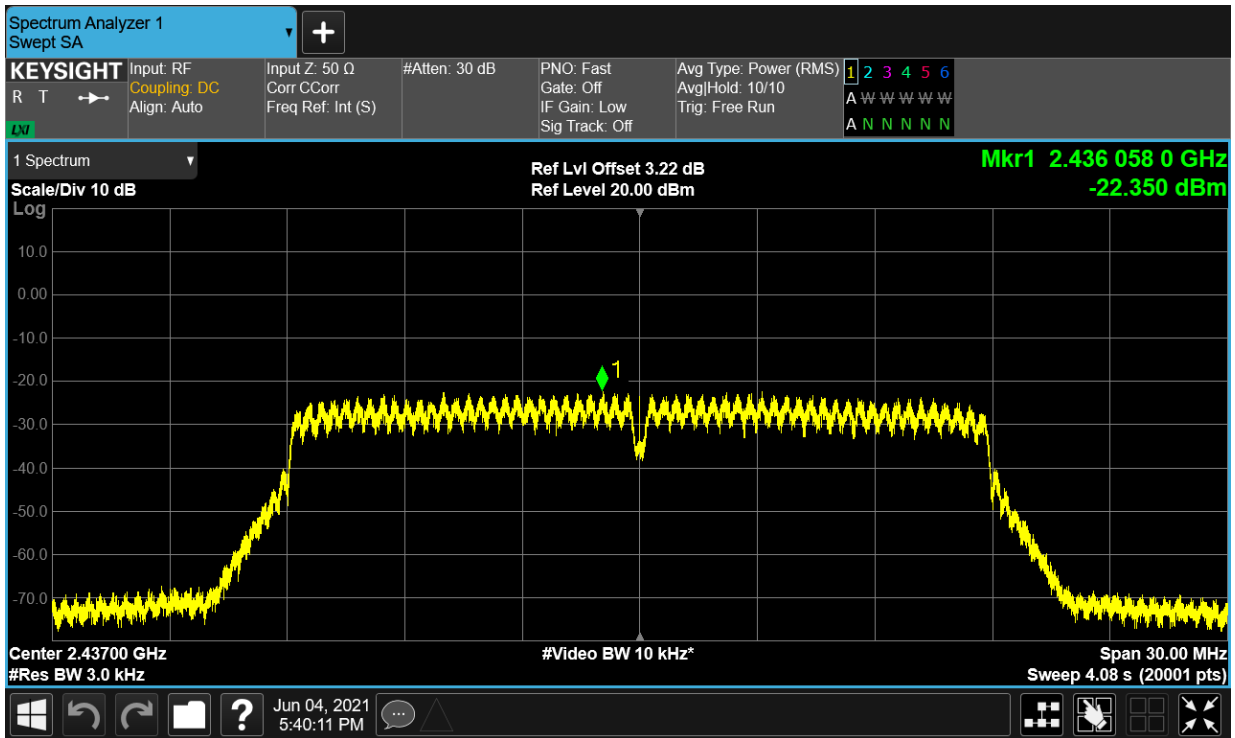 Spectrum Analyzer 1
Swept SA
KEYSIGHT
R T
LXI
Input: RF
Coupling: DC
Align: Auto
Input Z: 50 Ω
Corr CCorr
Freq Ref: Int (S)
#Atten: 30 dB
PNO: Fast
Gate: Off
IF Gain: Low
Sig Track: Off
Avg Type: Power (RMS)
Avg|Hold: 10/10
Trig: Free Run
1 2 3 4 5 6
A W W W W W
A N N N N N
1 Spectrum
Scale/Div 10 dB
Log
Ref Lvl Offset 3.22 dB
Ref Level 20.00 dBm
Mkr1 2.436 058 0 GHz
-22.350 dBm
10.0
0.00
-10.0
-20.0
-30.0
-40.0
-50.0
-60.0
-70.0
1
Center 2.43700 GHz
#Res BW 3.0 kHz
#Video BW 10 kHz*
Span 30.00 MHz
Sweep 4.08 s (20001 pts)
?
Jun 04, 2021
5:40:11 PM